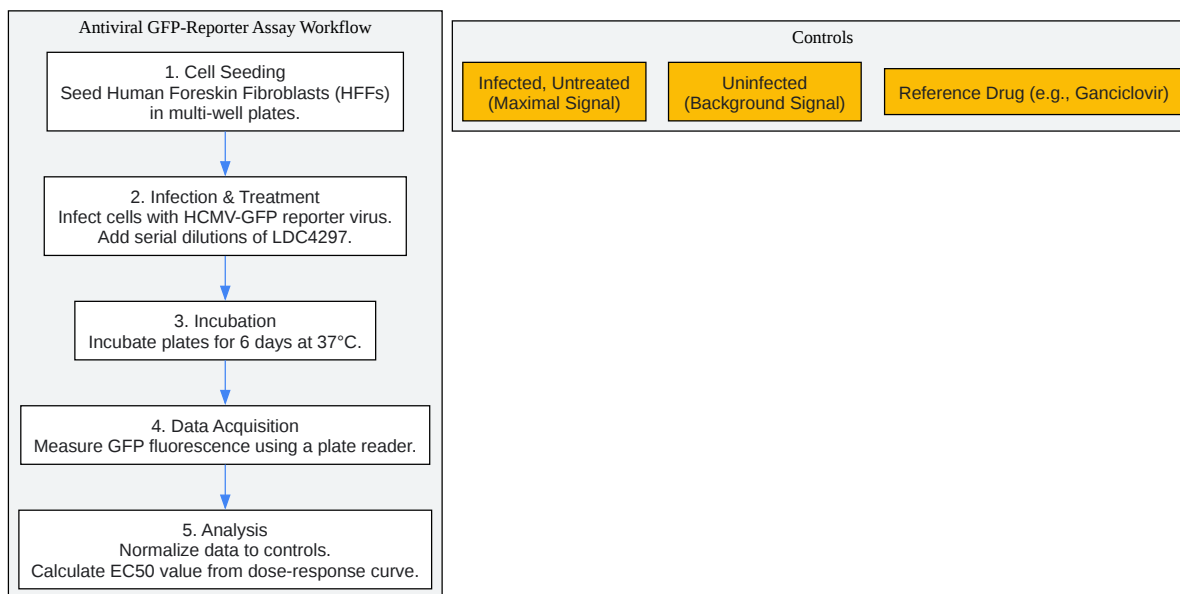 Antiviral GFP-Reporter Assay Workflow
1. Cell Seeding
Seed Human Foreskin Fibroblasts (HFFs)
in multi-well plates.
2. Infection & Treatment
Infect cells with HCMV-GFP reporter virus.
Add serial dilutions of LDC4297.
3. Incubation
Incubate plates for 6 days at 37°C.
4. Data Acquisition
Measure GFP fluorescence using a plate reader.
5. Analysis
Normalize data to controls.
Calculate EC50 value from dose-response curve.
Controls
Infected, Untreated
(Maximal Signal)
Uninfected
(Background Signal)
Reference Drug (e.g., Ganciclovir)